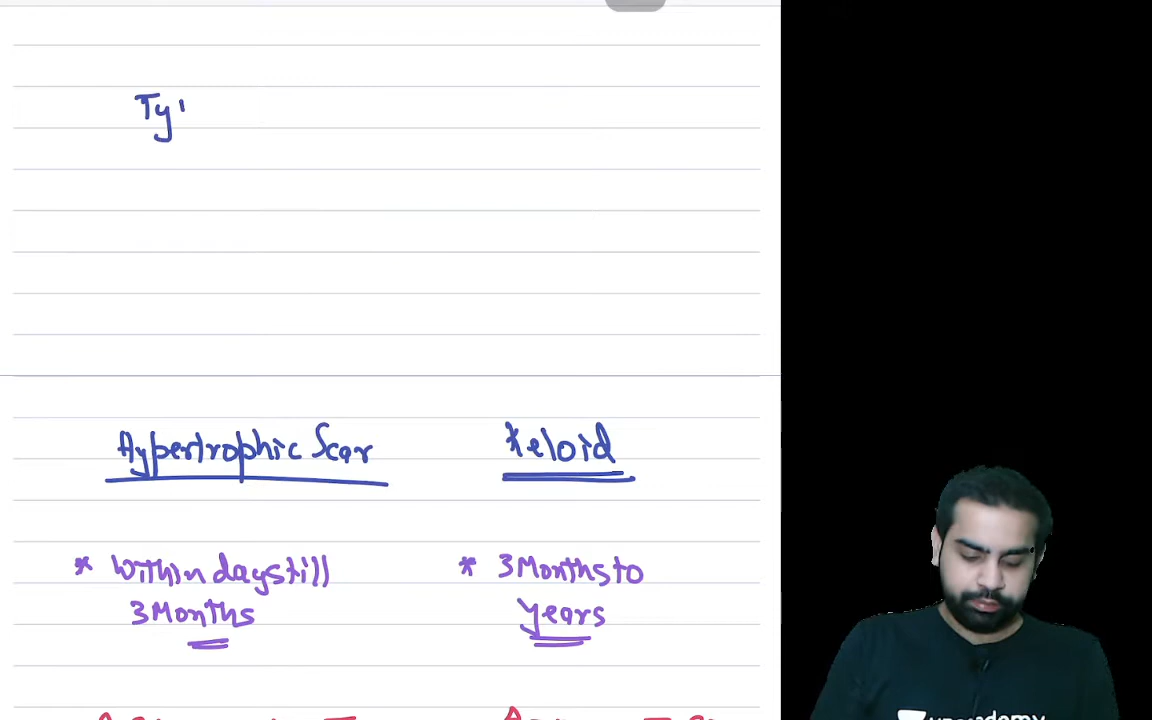 Ty
Hypertrophic Scar Keloid
* Within days till * 3 Months to
3 Months years